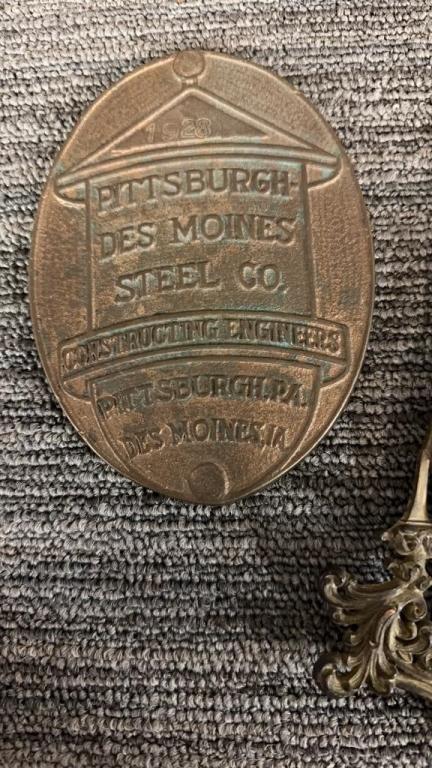 1928
PITTSBURGH-
DES MOINES
STEEL CO.
CONSTRUCTING ENGINEERS
PITTSBURGH, PA.
DES MOINES, IA